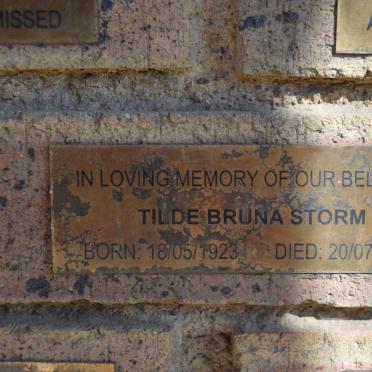 MISSED
A
IN LOVING MEMORY OF OUR BEL
TILDE BRUNA STORM
BORN: 18/05/1923 DIED: 20/07